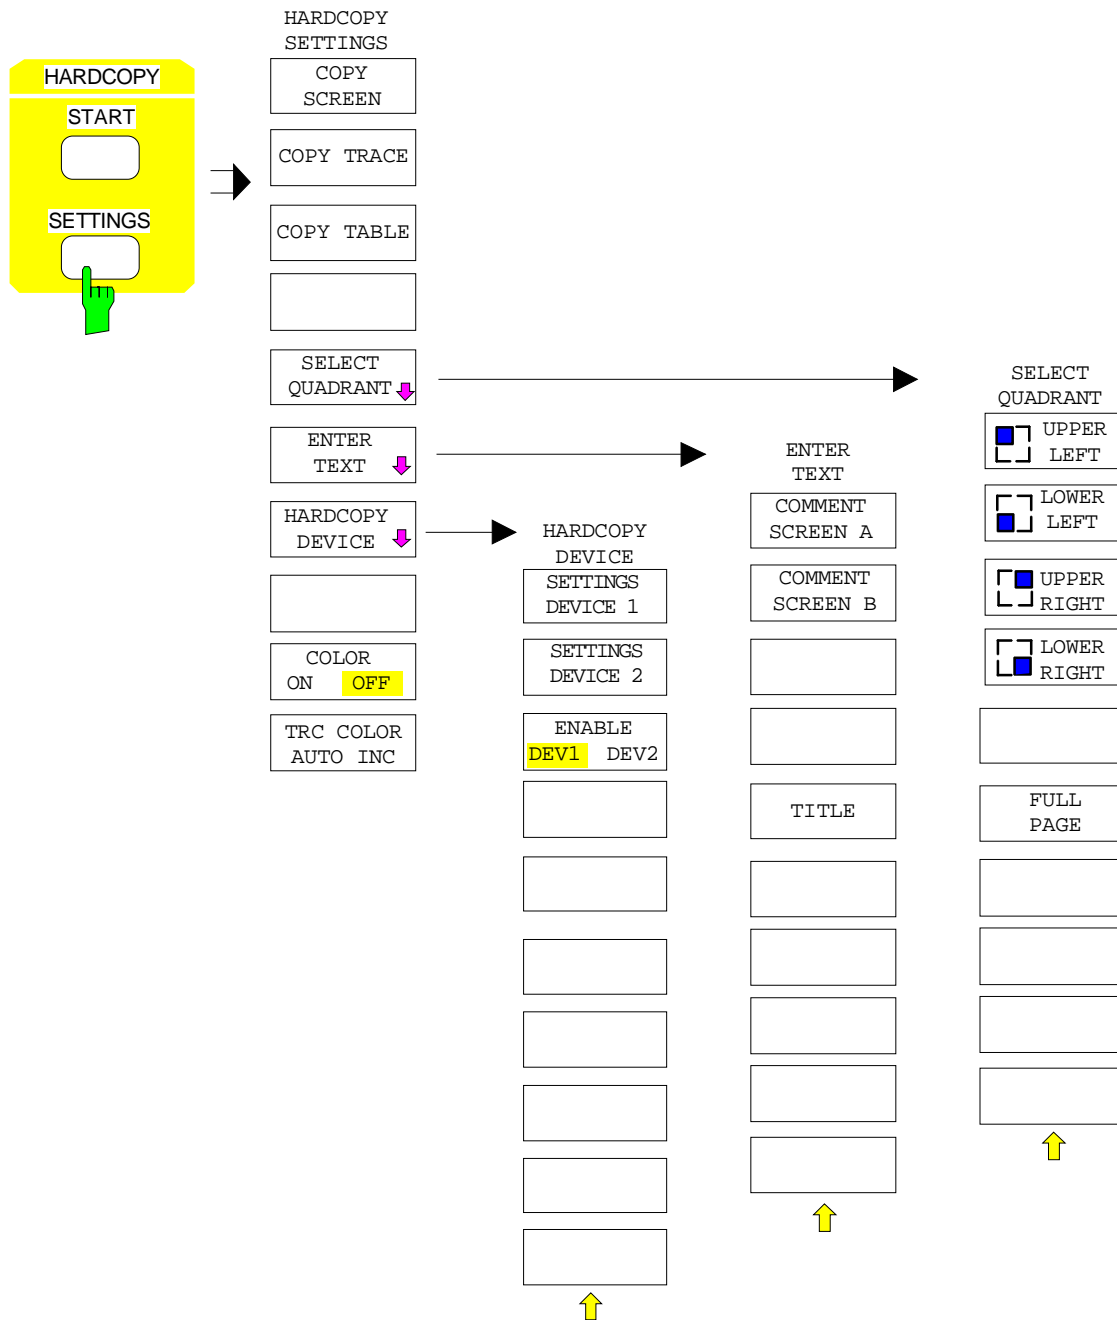 HARDCOPY
START
SETTINGS
HARDCOPY
SETTINGS
COPY
SCREEN
COPY TRACE
COPY TABLE
SELECT
QUADRANT
ENTER
TEXT
HARDCOPY
DEVICE
COLOR
ON OFF
TRC COLOR
AUTO INC
HARDCOPY
DEVICE
SETTINGS
DEVICE 1
SETTINGS
DEVICE 2
ENABLE
DEV1 DEV2
ENTER
TEXT
COMMENT
SCREEN A
COMMENT
SCREEN B
TITLE
SELECT
QUADRANT
UPPER
LEFT
LOWER
LEFT
UPPER
RIGHT
LOWER
RIGHT
FULL
PAGE